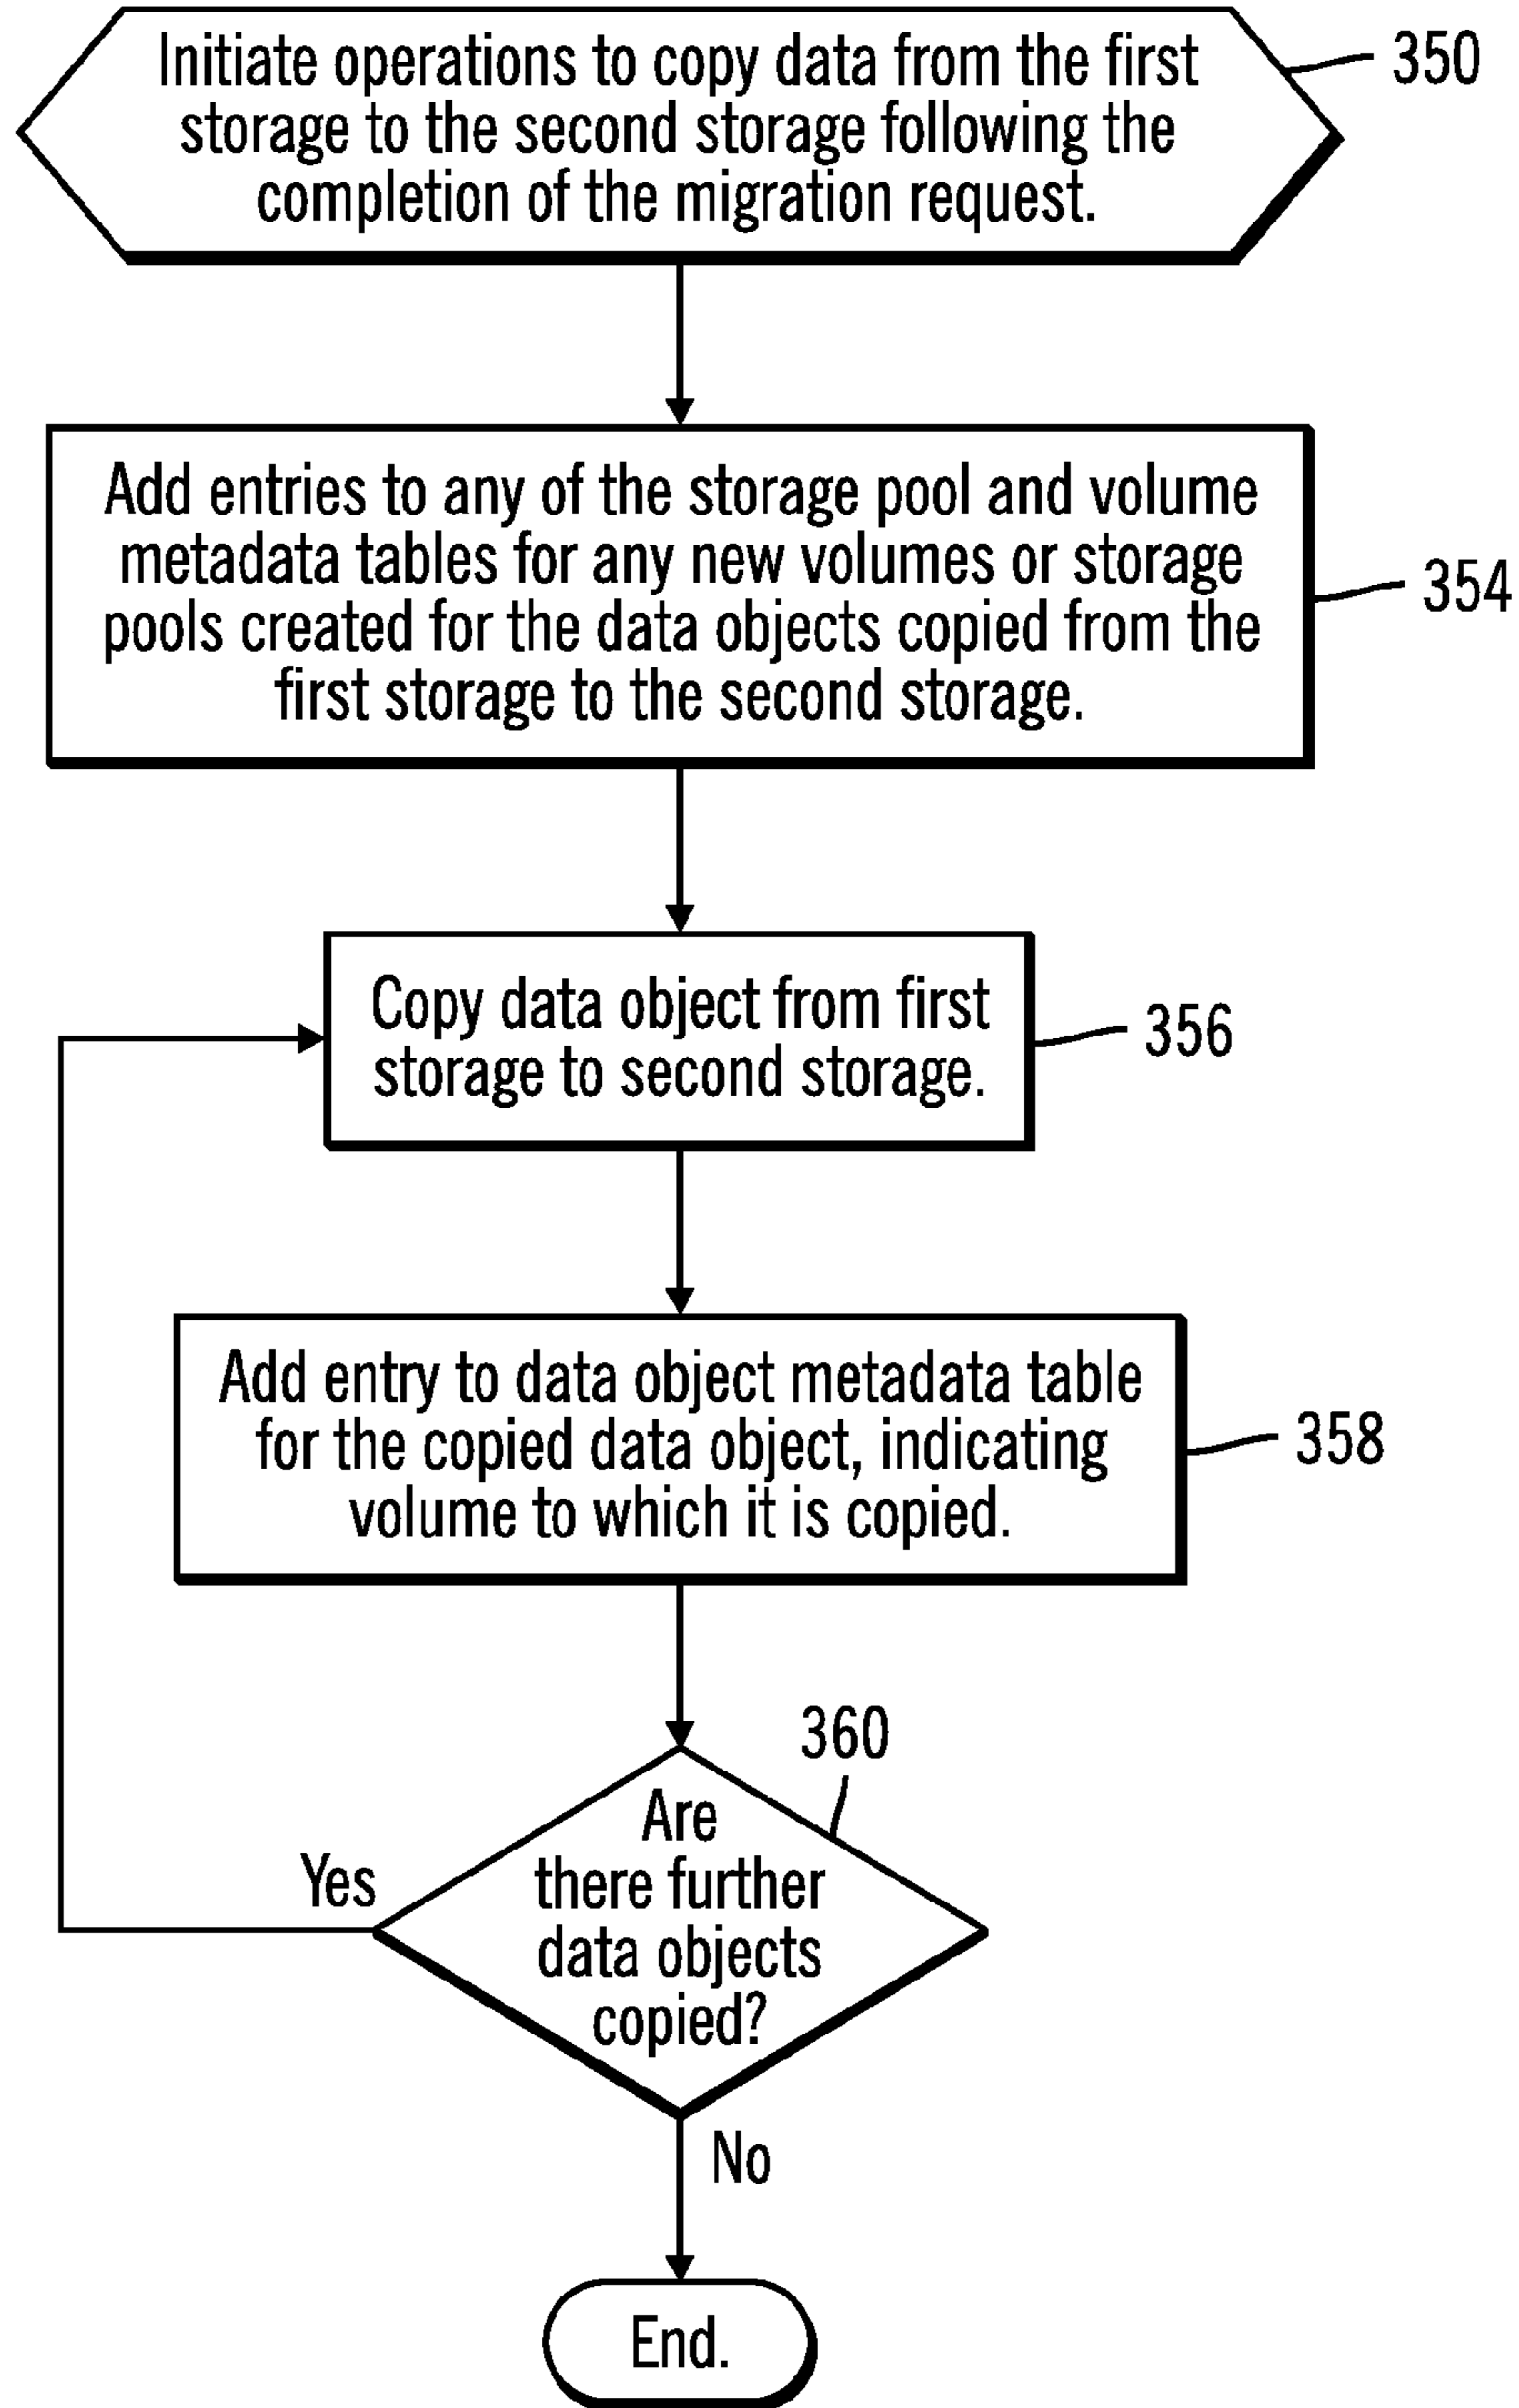 Initiate operations to copy data from the first
storage to the second storage following the
completion of the migration request.
350
Add entries to any of the storage pool and volume
metadata tables for any new volumes or storage
pools created for the data objects copied from the
first storage to the second storage.
354
Copy data object from first
storage to second storage.
356
Add entry to data object metadata table
for the copied data object, indicating
volume to which it is copied.
358
360
Are
there further
data objects
copied?
Yes
No
End.